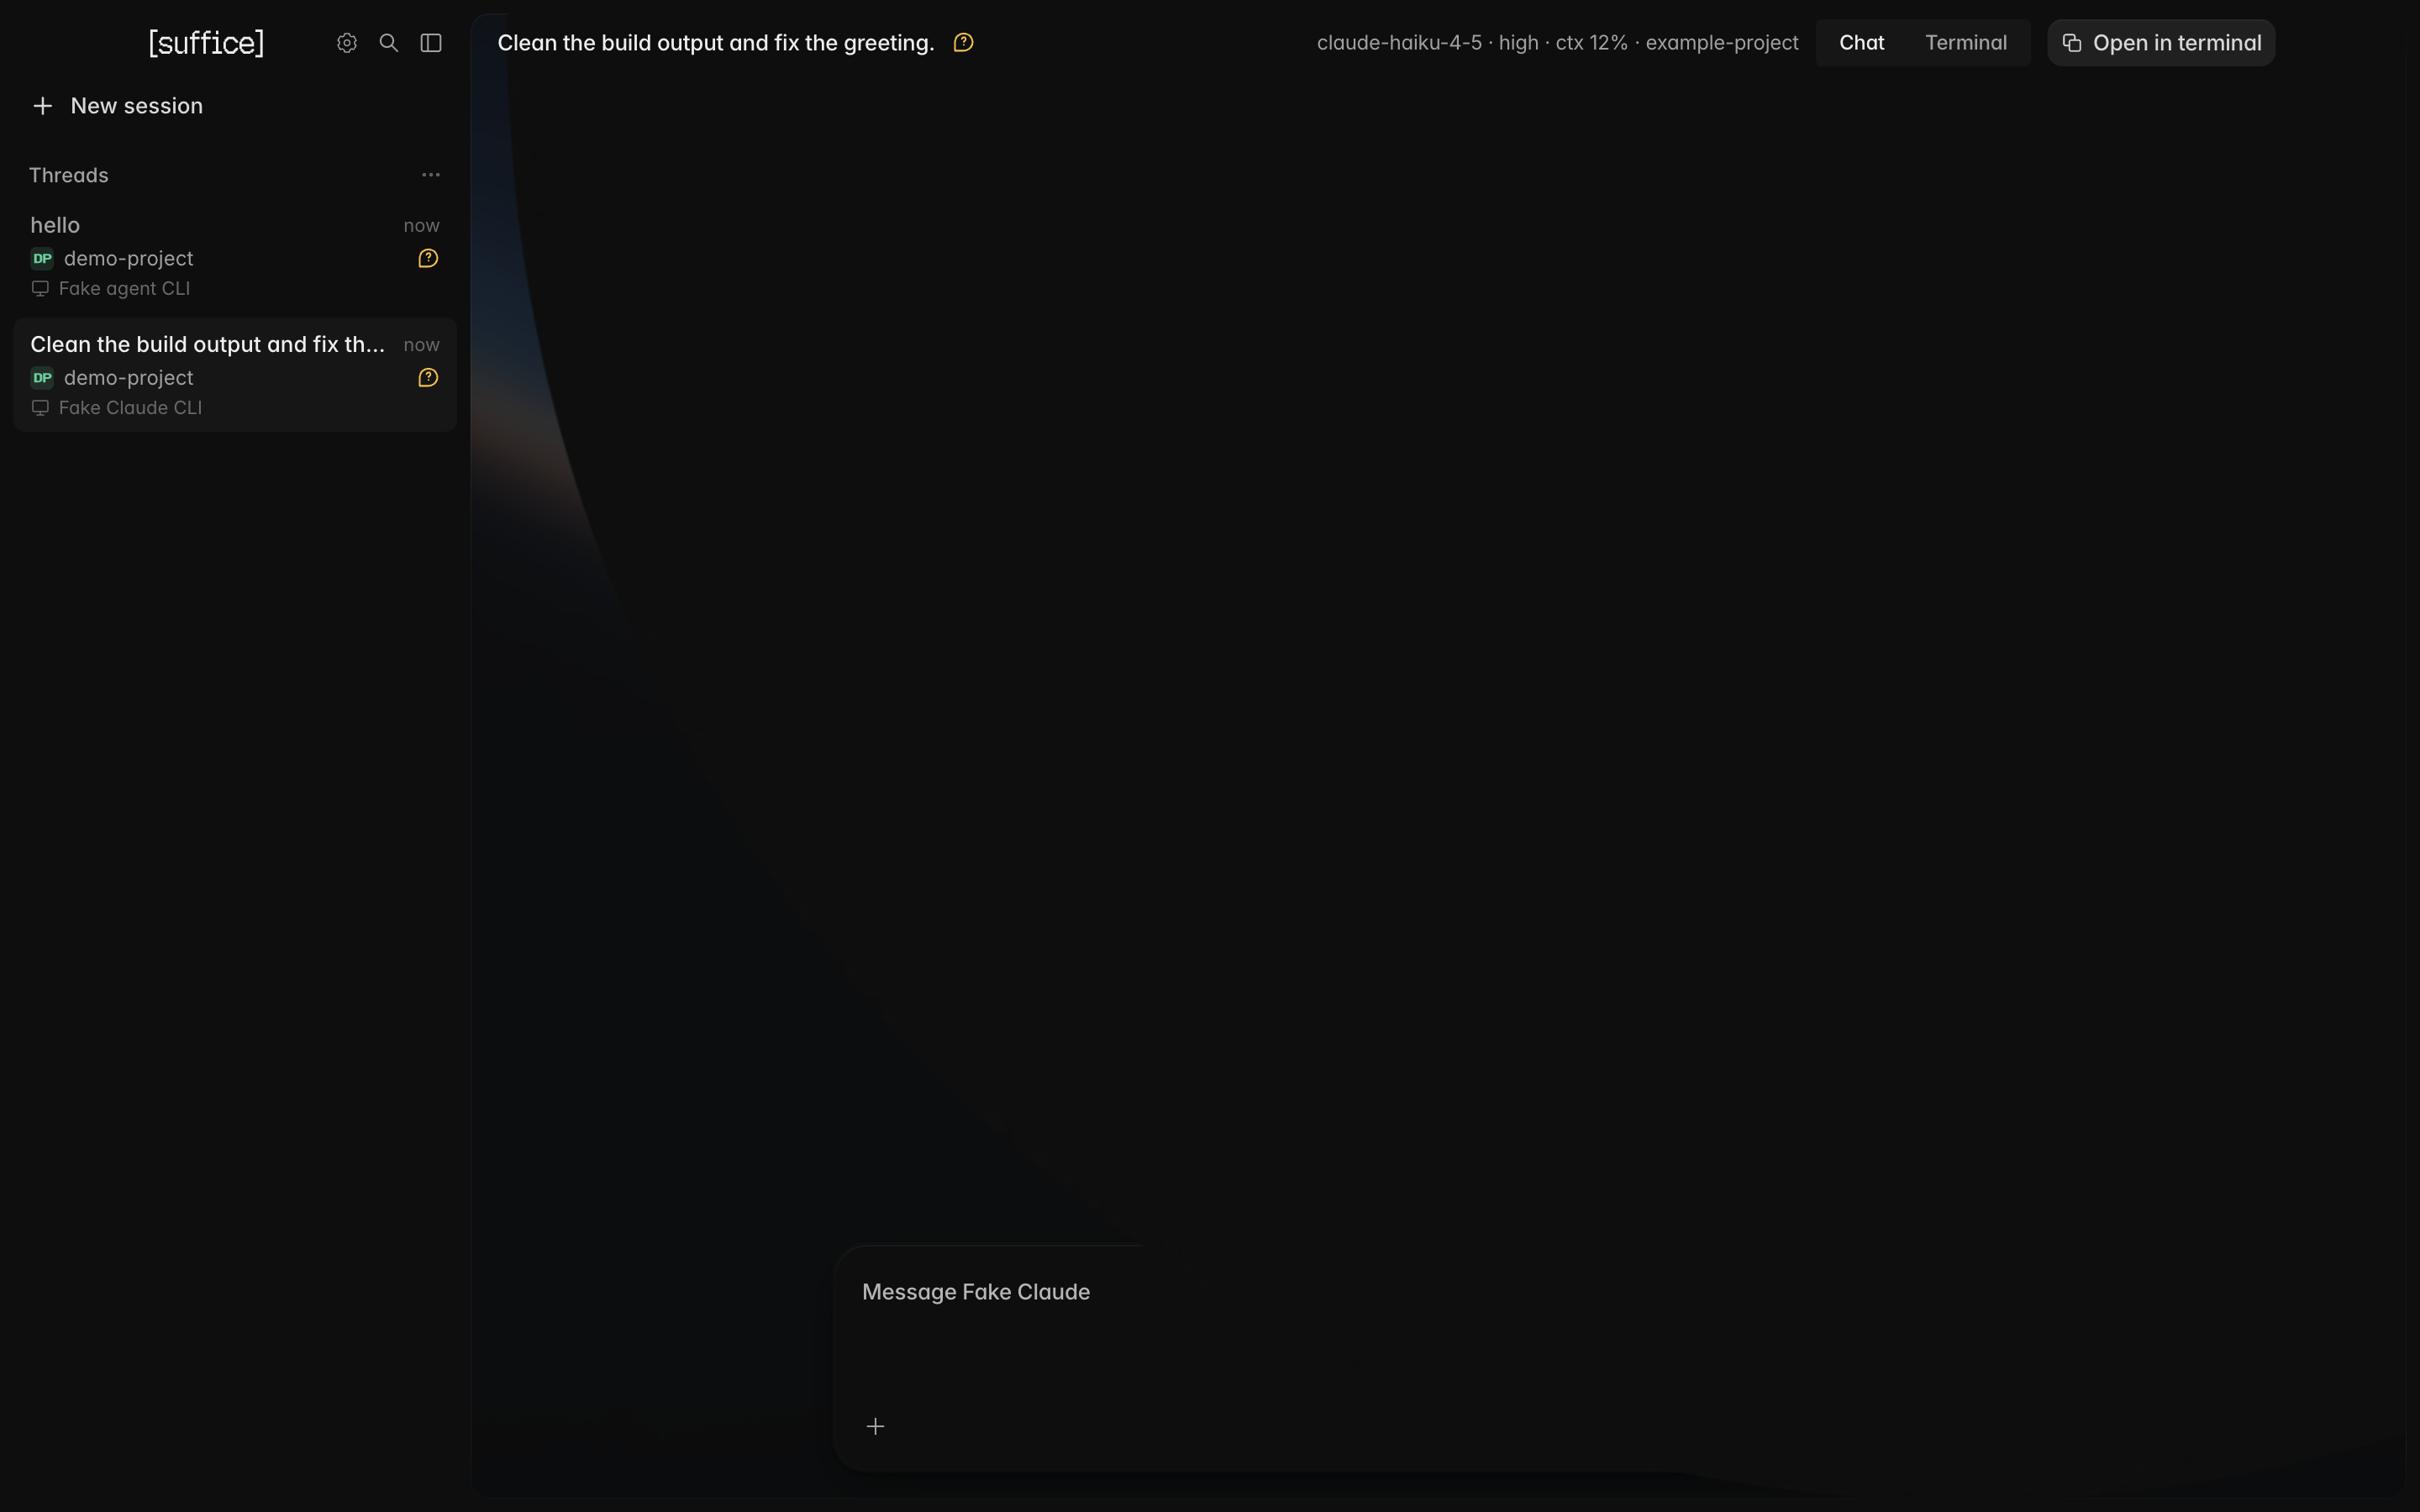 [suffice]
New session
Threads
hello now
DP demo-project
Fake agent CLI
Clean the build output and fix th... now
DP demo-project
Fake Claude CLI
Clean the build output and fix the greeting.
claude-haiku-4-5 · high · ctx 12% · example-project
Chat Terminal
Open in terminal
Message Fake Claude